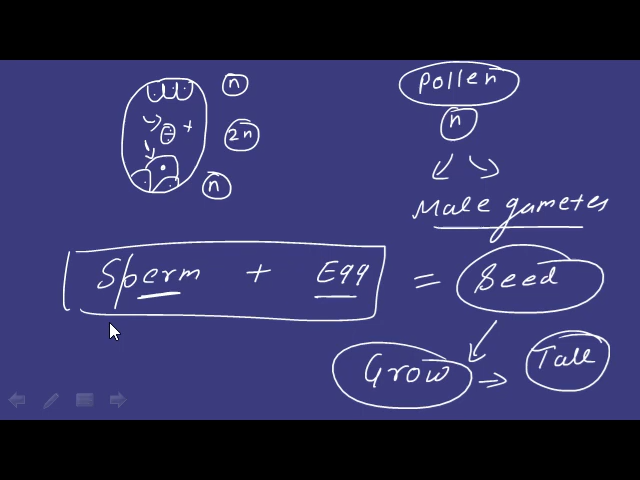 n
2n
n
Pollen
n
Male gametes
Sperm + Egg = Seed
Grow → Tall